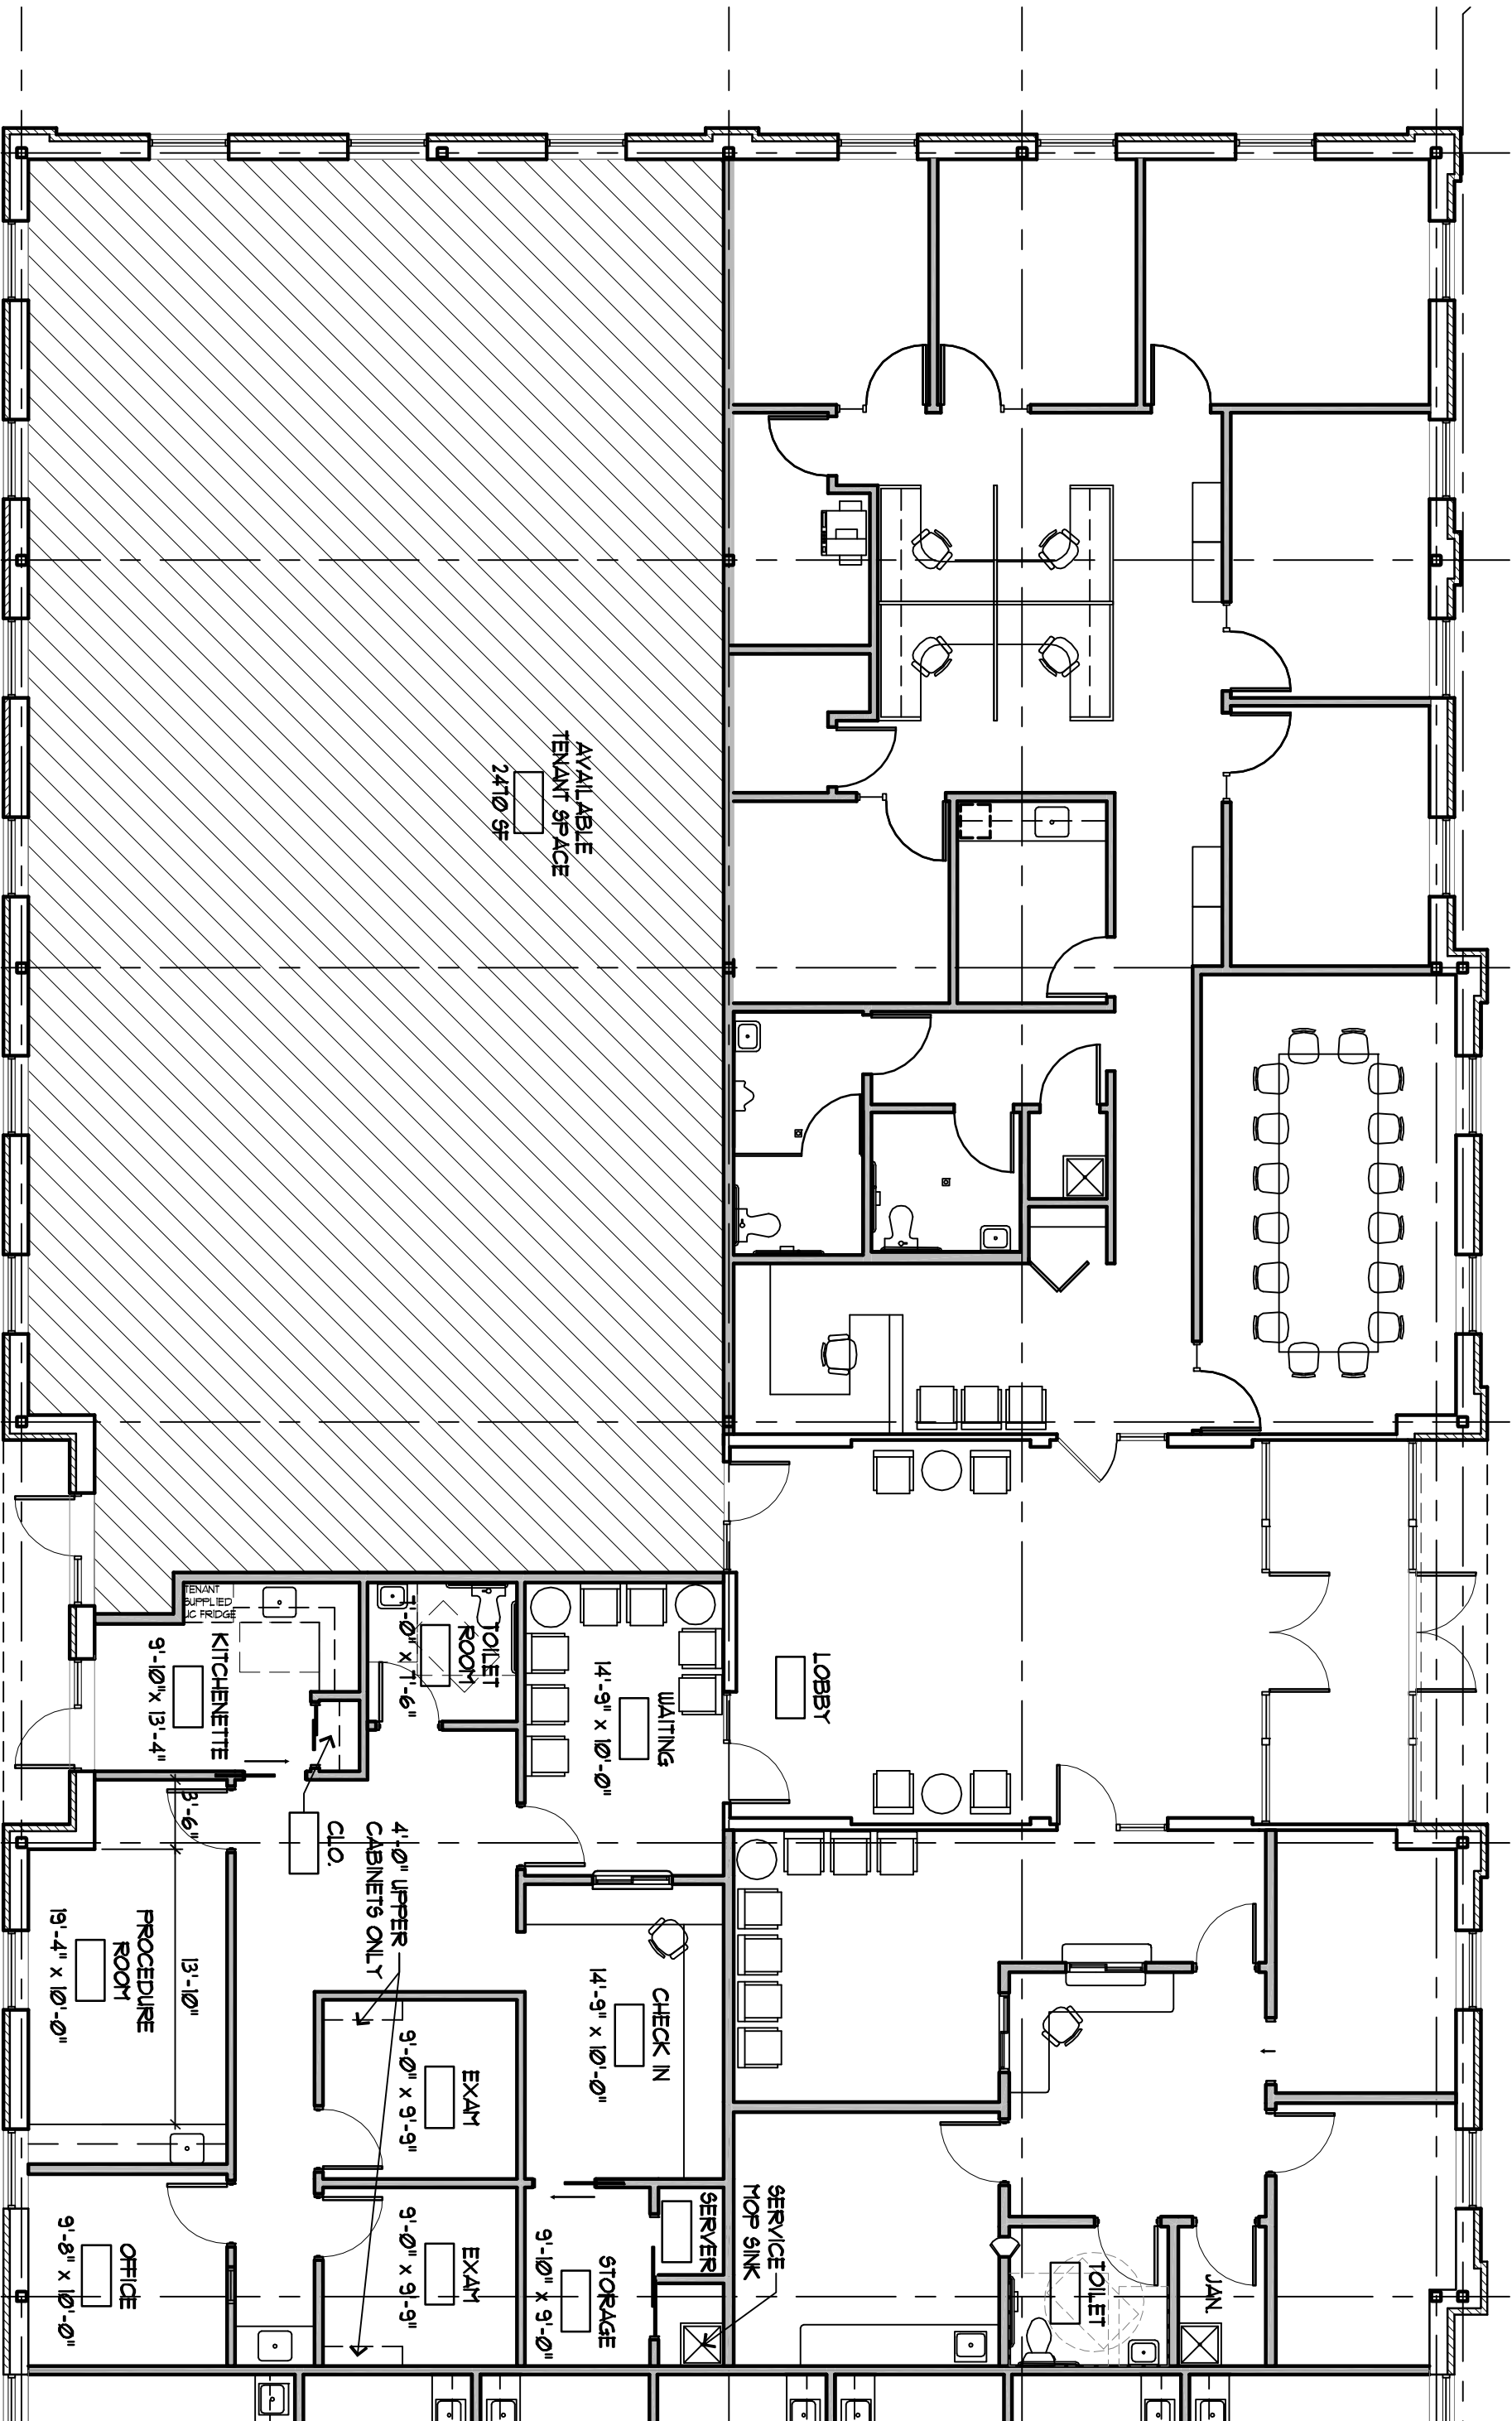 JAN.
TOILET
LOBBY
SERVICE
MOP SINK
SERVER
WAITING
14'-9" x 10'-0"
CHECK IN
14'-9" x 10'-0"
STORAGE
9'-10" x 9'-0"
AVAILABLE
TENANT SPACE
2470 SF
TOILET
ROOM
7'-0" x 7'-6"
EXAM
9'-0" x 9'-9"
EXAM
9'-0" x 9'-9"
4'-0" UPPER
CABINETS ONLY
CLO.
TENANT
SUPPLIED
UC FRIDGE
KITCHENETTE
9'-10"x 13'-4"
3'-6"
13'-10"
PROCEDURE
ROOM
19'-4" x 10'-0"
OFFICE
9'-8" x 10'-0"